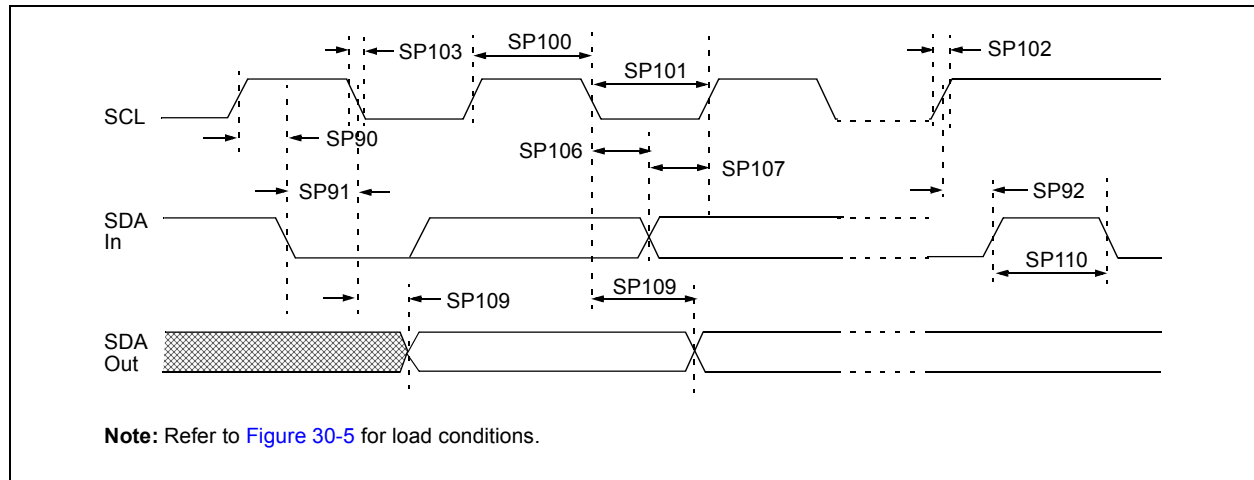 SP103
SP100
SP102
SP101
SCL
SP90
SP106
SP107
SP91
SP92
SDA
In
SP110
SP109
SP109
SDA
Out
Note: Refer to Figure 30-5 for load conditions.